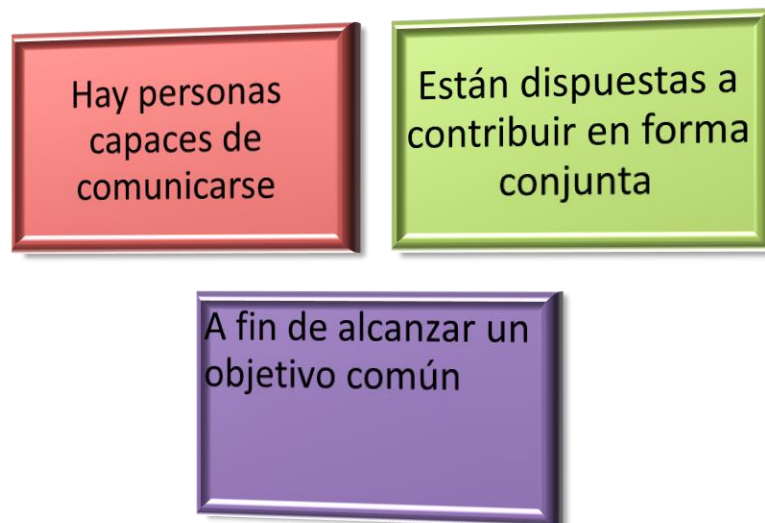 Hay personas
capaces de
comunicarse
Están dispuestas a
contribuir en forma
conjunta
A fin de alcanzar un
objetivo común